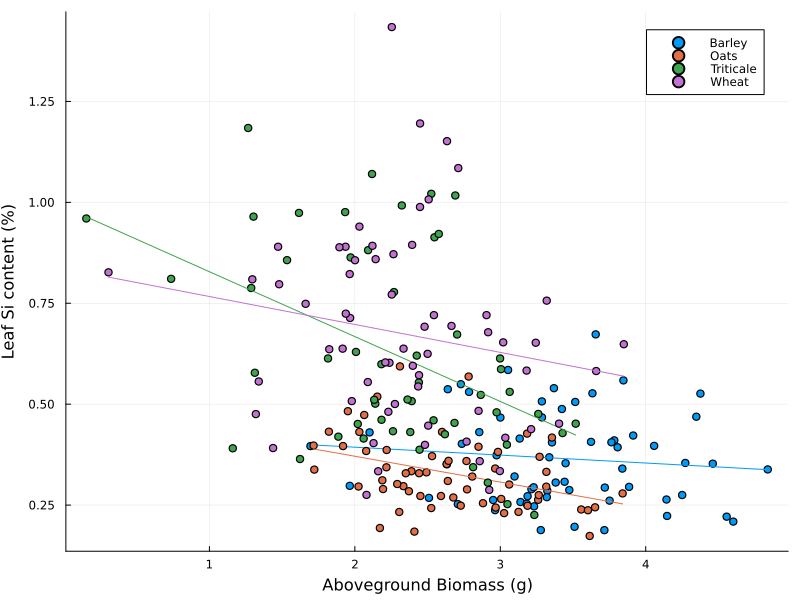 Barley
Oats
Triticale
Wheat
1.25
1.00
0.75
0.50
0.25
Leaf Si content (%)
1 2 3 4
Aboveground Biomass (g)